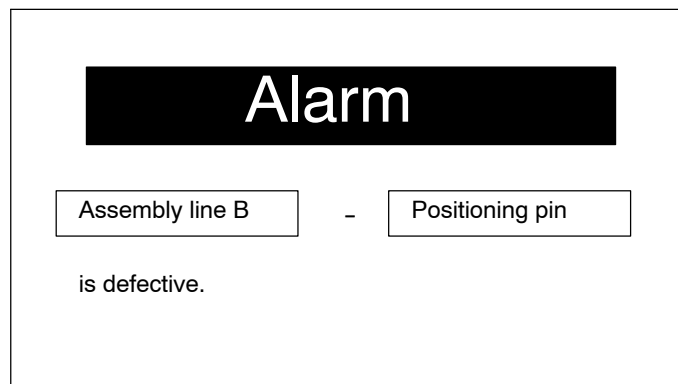 Alarm
Assembly line B - Positioning pin
is defective.